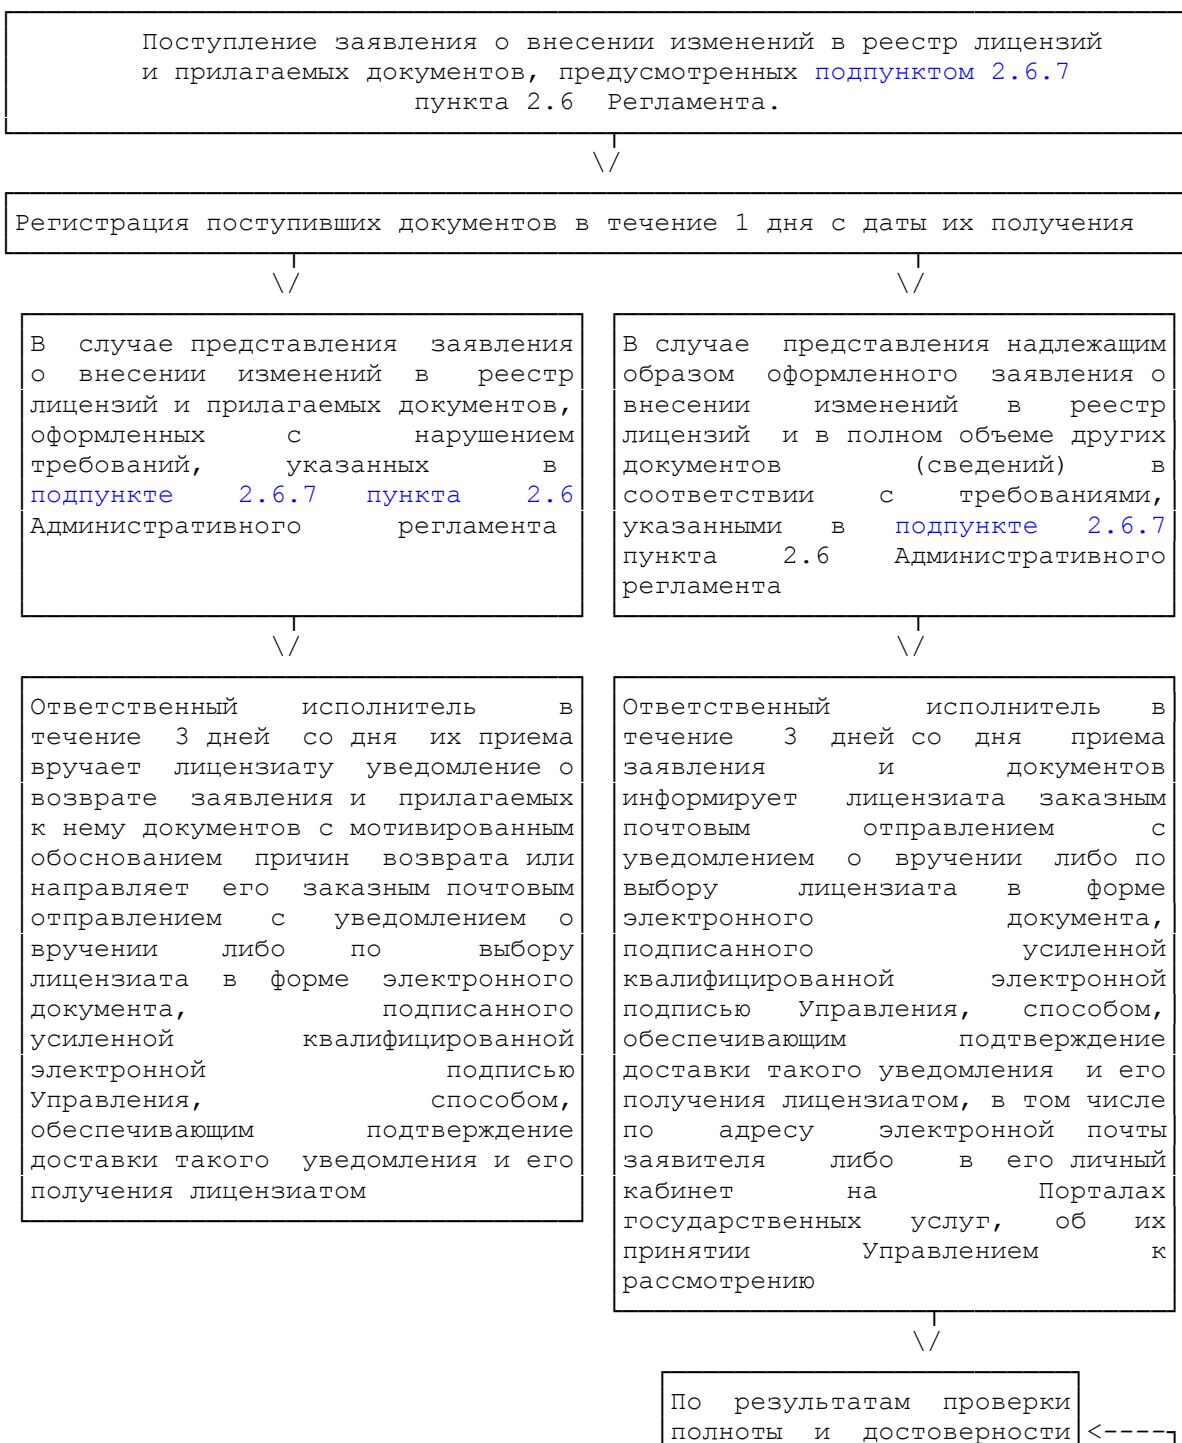 Поступление заявления о внесении изменений в реестр лицензий
и прилагаемых документов, предусмотренных подпунктом 2.6.7
пункта 2.6 Регламента.
\/
Регистрация поступивших документов в течение 1 дня с даты их получения
\/ \/
В случае представления заявления
о внесении изменений в реестр
лицензий и прилагаемых документов,
оформленных с нарушением
требований, указанных в
подпункте 2.6.7 пункта 2.6
Административного регламента
В случае представления надлежащим
образом оформленного заявления о
внесении изменений в реестр
лицензий и в полном объеме других
документов (сведений) в
соответствии с требованиями,
указанными в подпункте 2.6.7
пункта 2.6 Административного
регламента
\/ \/
Ответственный исполнитель в
течение 3 дней со дня их приема
вручает лицензиату уведомление о
возврате заявления и прилагаемых
к нему документов с мотивированным
обоснованием причин возврата или
направляет его заказным почтовым
отправлением с уведомлением о
вручении либо по выбору
лицензиата в форме электронного
документа, подписанного
усиленной квалифицированной
электронной подписью
Управления, способом,
обеспечивающим подтверждение
доставки такого уведомления и его
получения лицензиатом
Ответственный исполнитель в
течение 3 дней со дня приема
заявления и документов
информирует лицензиата заказным
почтовым отправлением с
уведомлением о вручении либо по
выбору лицензиата в форме
электронного документа,
подписанного усиленной
квалифицированной электронной
подписью Управления, способом,
обеспечивающим подтверждение
доставки такого уведомления и его
получения лицензиатом, в том числе
по адресу электронной почты
заявителя либо в его личный
кабинет на Порталах
государственных услуг, об их
принятии Управлением к
рассмотрению
\/
По результатам проверки
полноты и достоверности <----